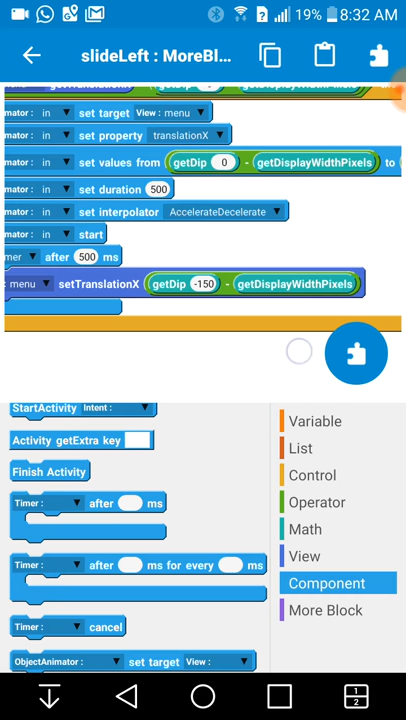 19% 8:32 AM
slideLeft : MoreBl...
mator : in set target View : menu
mator : in set property translationX
mator : in set values from getDip 0 - getDisplayWidthPixels to
mator : in set duration 500
mator : in set interpolator AccelerateDecelerate
mator : in start
mer after 500 ms
: menu setTranslationX getDip -150 - getDisplayWidthPixels
StartActivity Intent :
Activity getExtra key
Finish Activity
Timer : after ms
Timer : after ms for every ms
Timer : cancel
ObjectAnimator : set target View :
Variable
List
Control
Operator
Math
View
Component
More Block